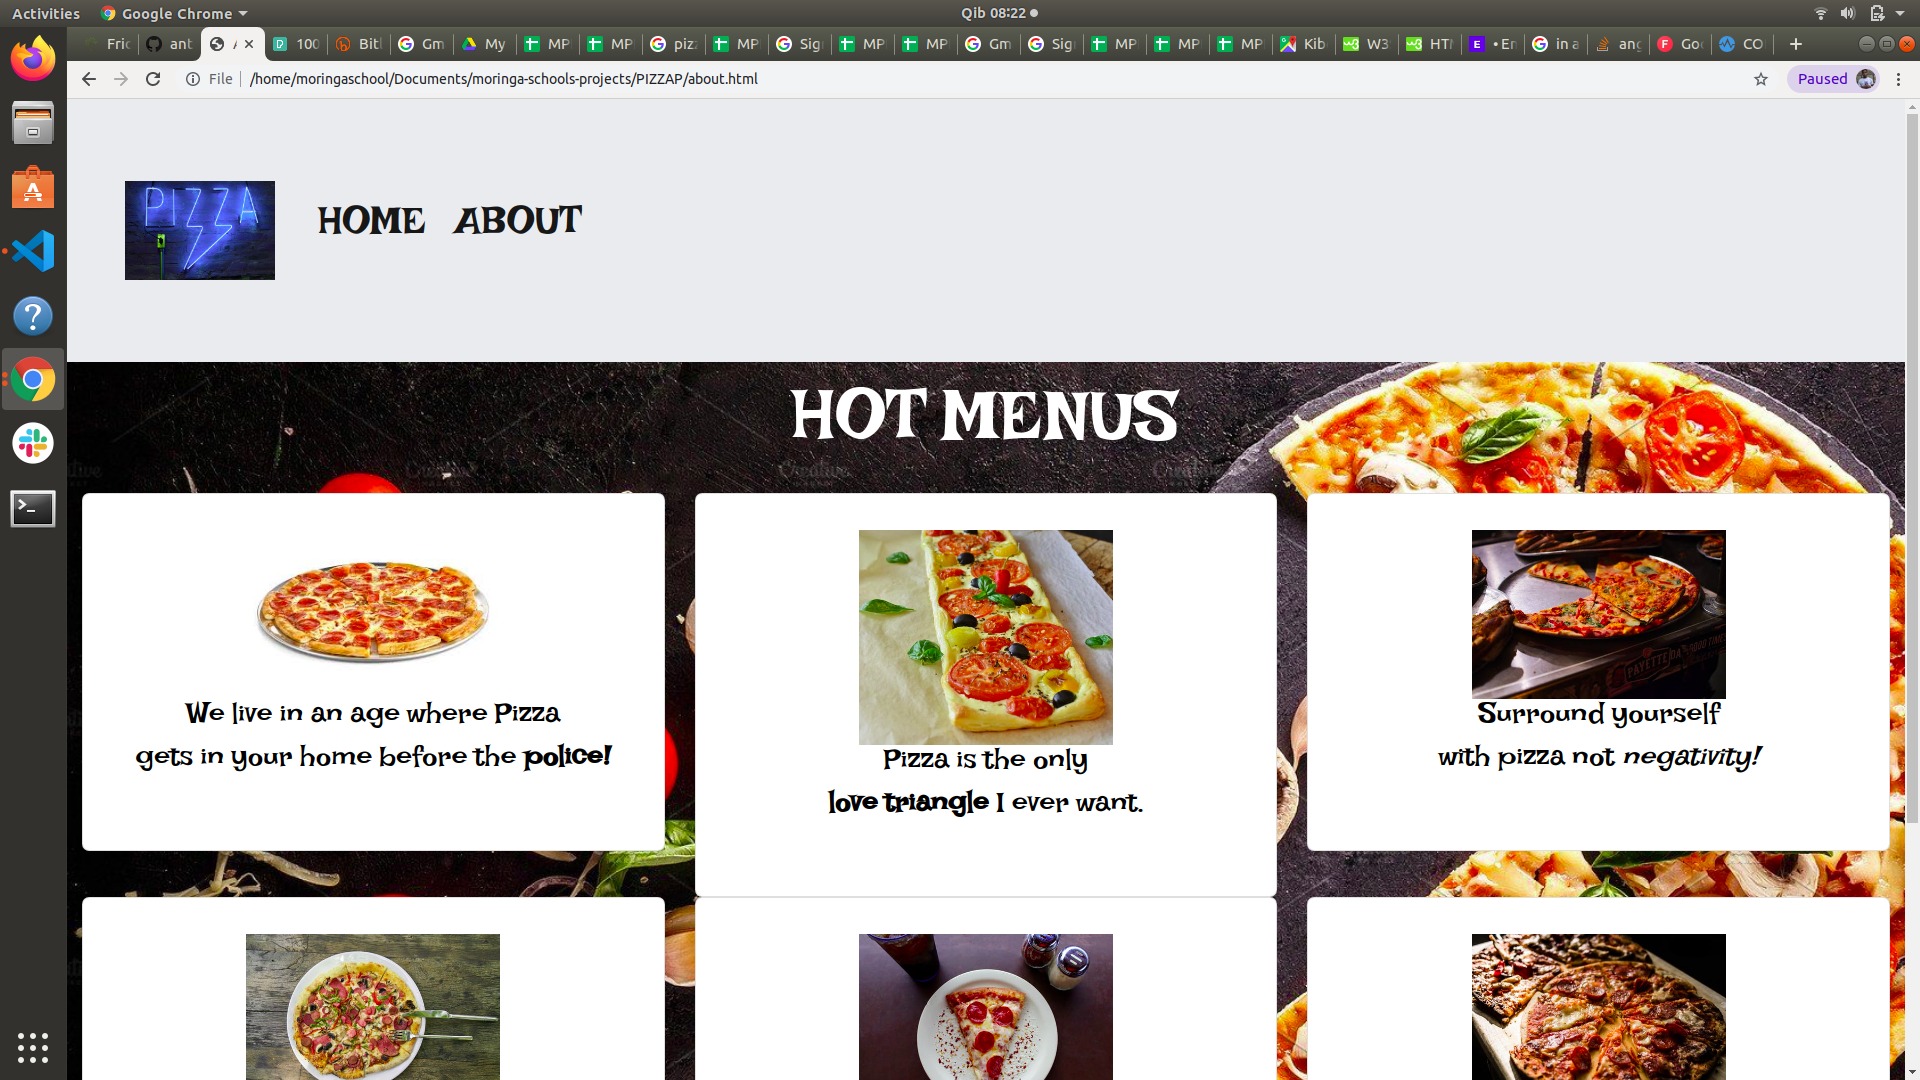 Activities Google Chrome Qib 08:22
Fric ant A 100 Bitl Gm My MP MP piz MP Sig MP MP Gm Sig MP MP MP Kib W3 HTM • Er in a ang Goo CO
File /home/moringaschool/Documents/moringa-schools-projects/PIZZAP/about.html Paused
PIZZA
HOME ABOUT
HOT MENUS
We live in an age where Pizza
gets in your home before the police!
Pizza is the only
love triangle I ever want.
Surround yourself
with pizza not negativity!